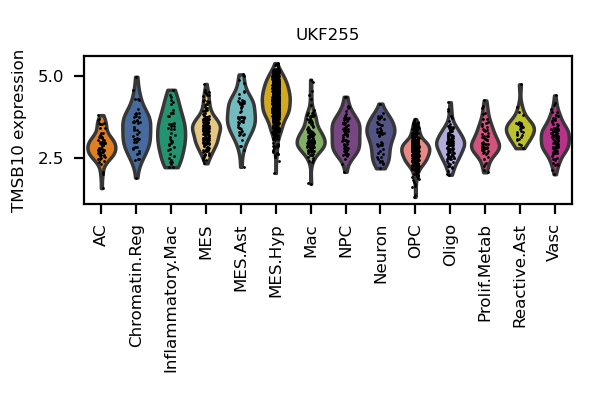 UKF255
TMSB10 expression
5.0
2.5
AC
Chromatin.Reg
Inflammatory.Mac
MES
MES.Ast
MES.Hyp
Mac
NPC
Neuron
OPC
Oligo
Prolif.Metab
Reactive.Ast
Vasc